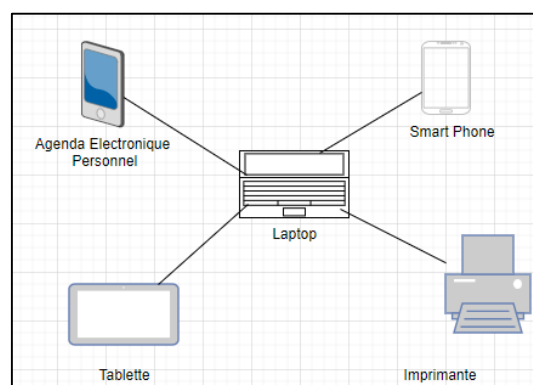 Agenda Electronique
Personnel
Smart Phone
Laptop
Tablette
Imprimante